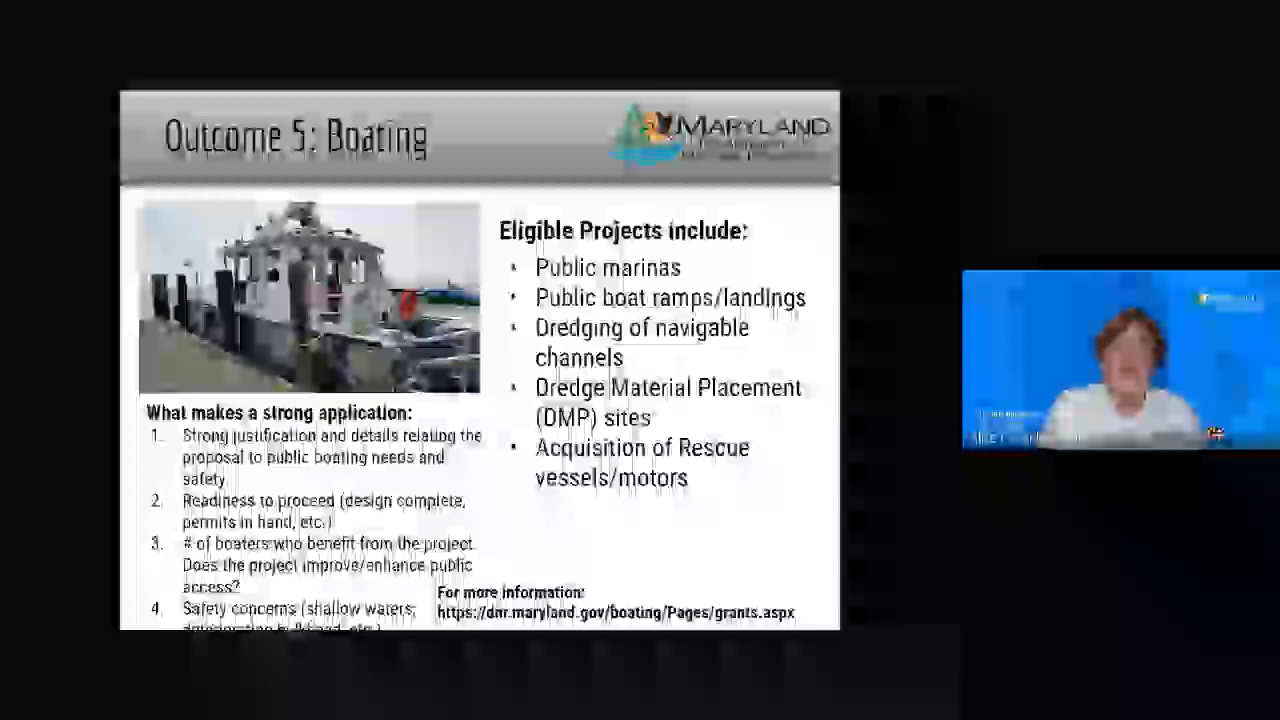 Outcome 5: Boating
MARYLAND
What makes a strong application:
1. Strong justification and details relating the
proposal to public boating needs and
safety
2. Readiness to proceed (design complete,
permits in hand, etc.)
3. # of boaters who benefit from the project.
Does the project improve/enhance public
access?
4. Safety concerns (shallow waters,
Eligible Projects include:
• Public marinas
• Public boat ramps/landings
• Dredging of navigable
channels
• Dredge Material Placement
(DMP) sites
• Acquisition of Rescue
vessels/motors
For more information:
https://dnr.maryland.gov/boating/Pages/grants.aspx